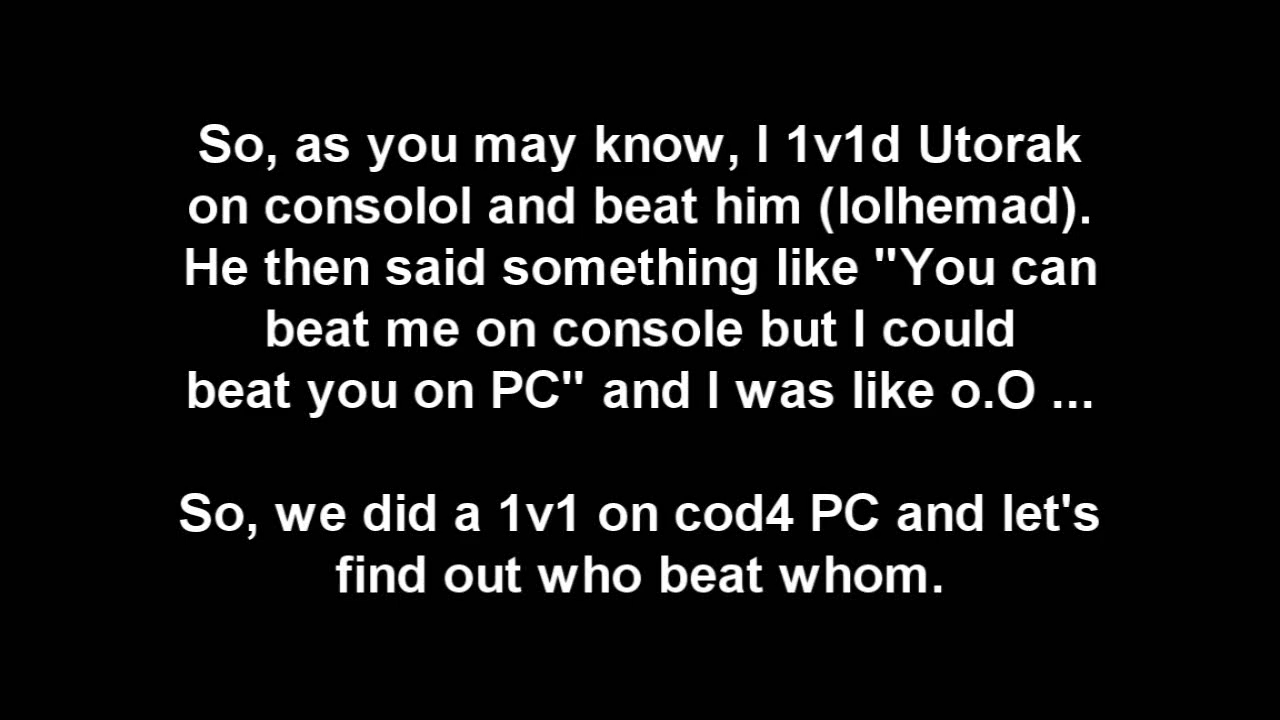 So, as you may know, I 1v1d Utorak
on consolol and beat him (lolhemad).
He then said something like "You can
beat me on console but I could
beat you on PC" and I was like o.O ...
So, we did a 1v1 on cod4 PC and let's
find out who beat whom.